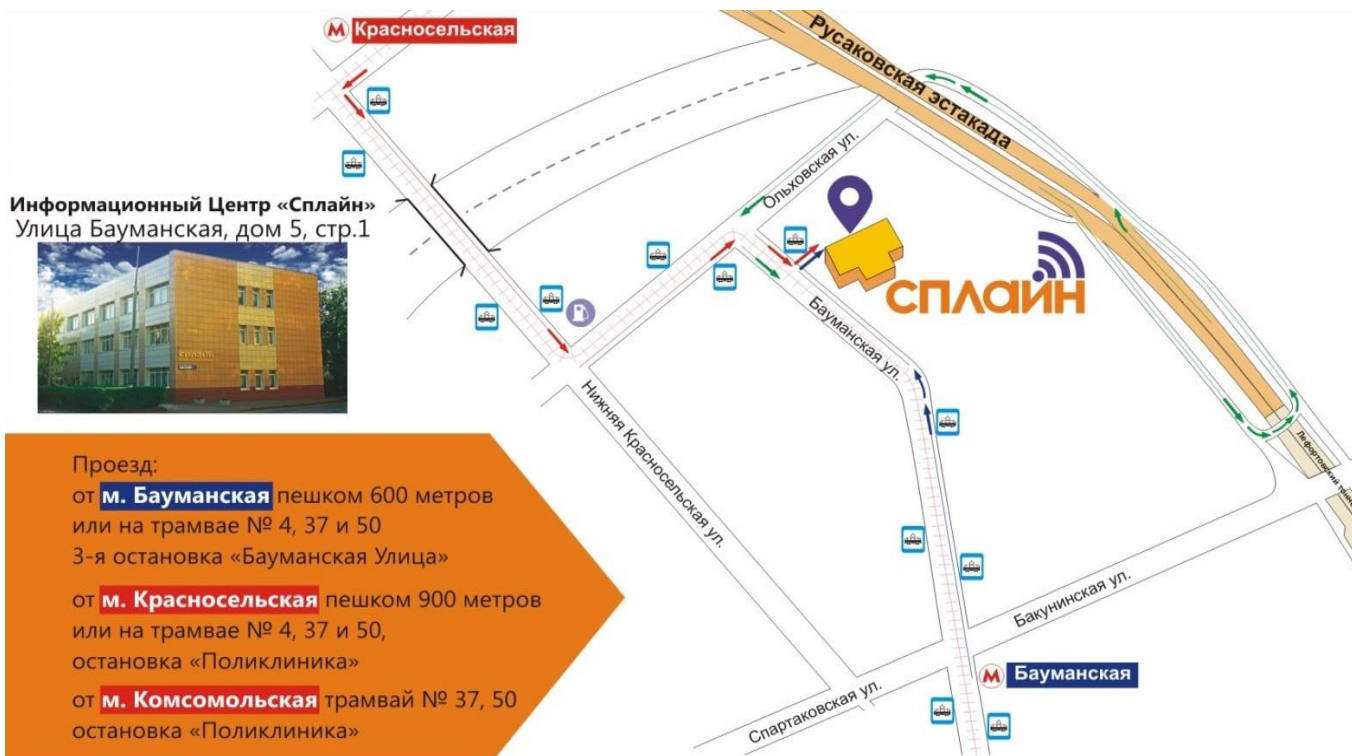 М Красносельская
Русаковская эстакада
Ольховская ул.
Информационный Центр «Сплайн»
Улица Бауманская, дом 5, стр.1
сплайн
сплайн
Бауманская ул.
Нижняя Красносельская ул.
Лефортовский
Проезд:
от м. Бауманская пешком 600 метров
или на трамвае № 4, 37 и 50
3-я остановка «Бауманская Улица»
от м. Красносельская пешком 900 метров
или на трамвае № 4, 37 и 50,
остановка «Поликлиника»
от м. Комсомольская трамвай № 37, 50
остановка «Поликлиника»
Бакунинская ул.
М Бауманская
Спартаковская ул.